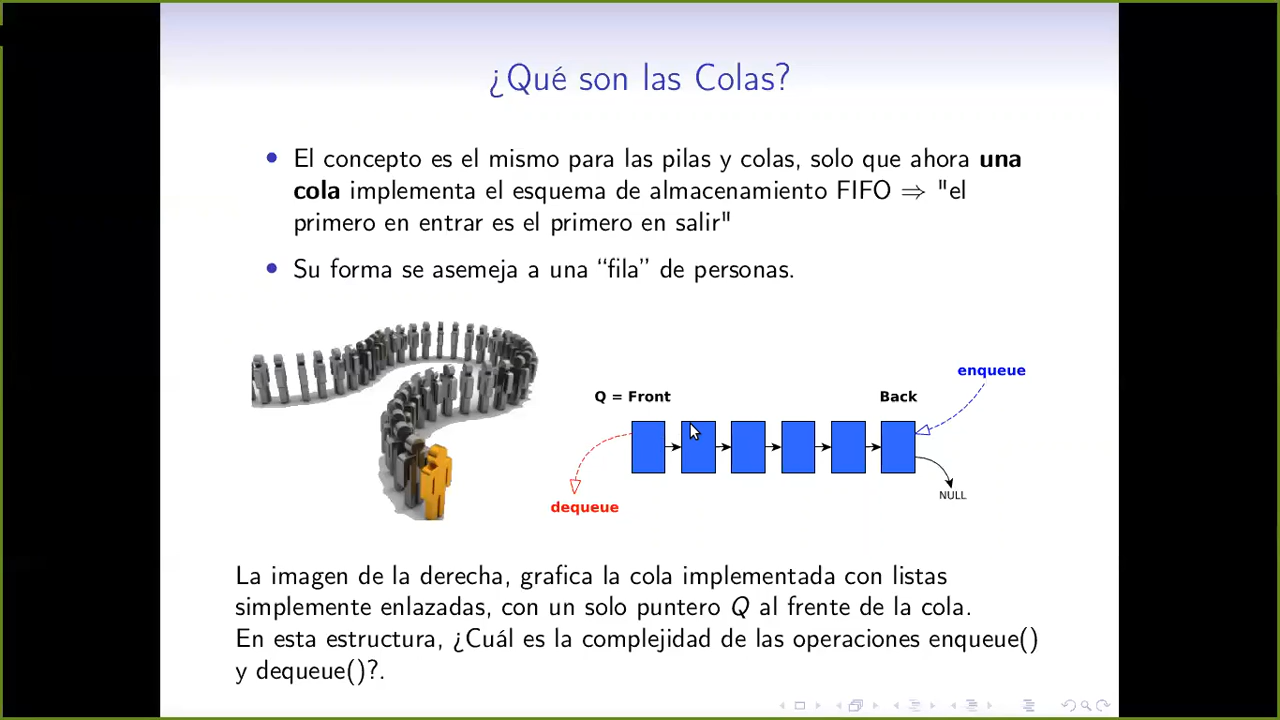 ¿Qué son las Colas?
El concepto es el mismo para las pilas y colas, solo que ahora una
cola implementa el esquema de almacenamiento FIFO ⇒ "el
primero en entrar es el primero en salir"
Su forma se asemeja a una “fila” de personas.
enqueue
Q = Front
Back
NULL
dequeue
La imagen de la derecha, grafica la cola implementada con listas
simplemente enlazadas, con un solo puntero Q al frente de la cola.
En esta estructura, ¿Cuál es la complejidad de las operaciones enqueue()
y dequeue()?.